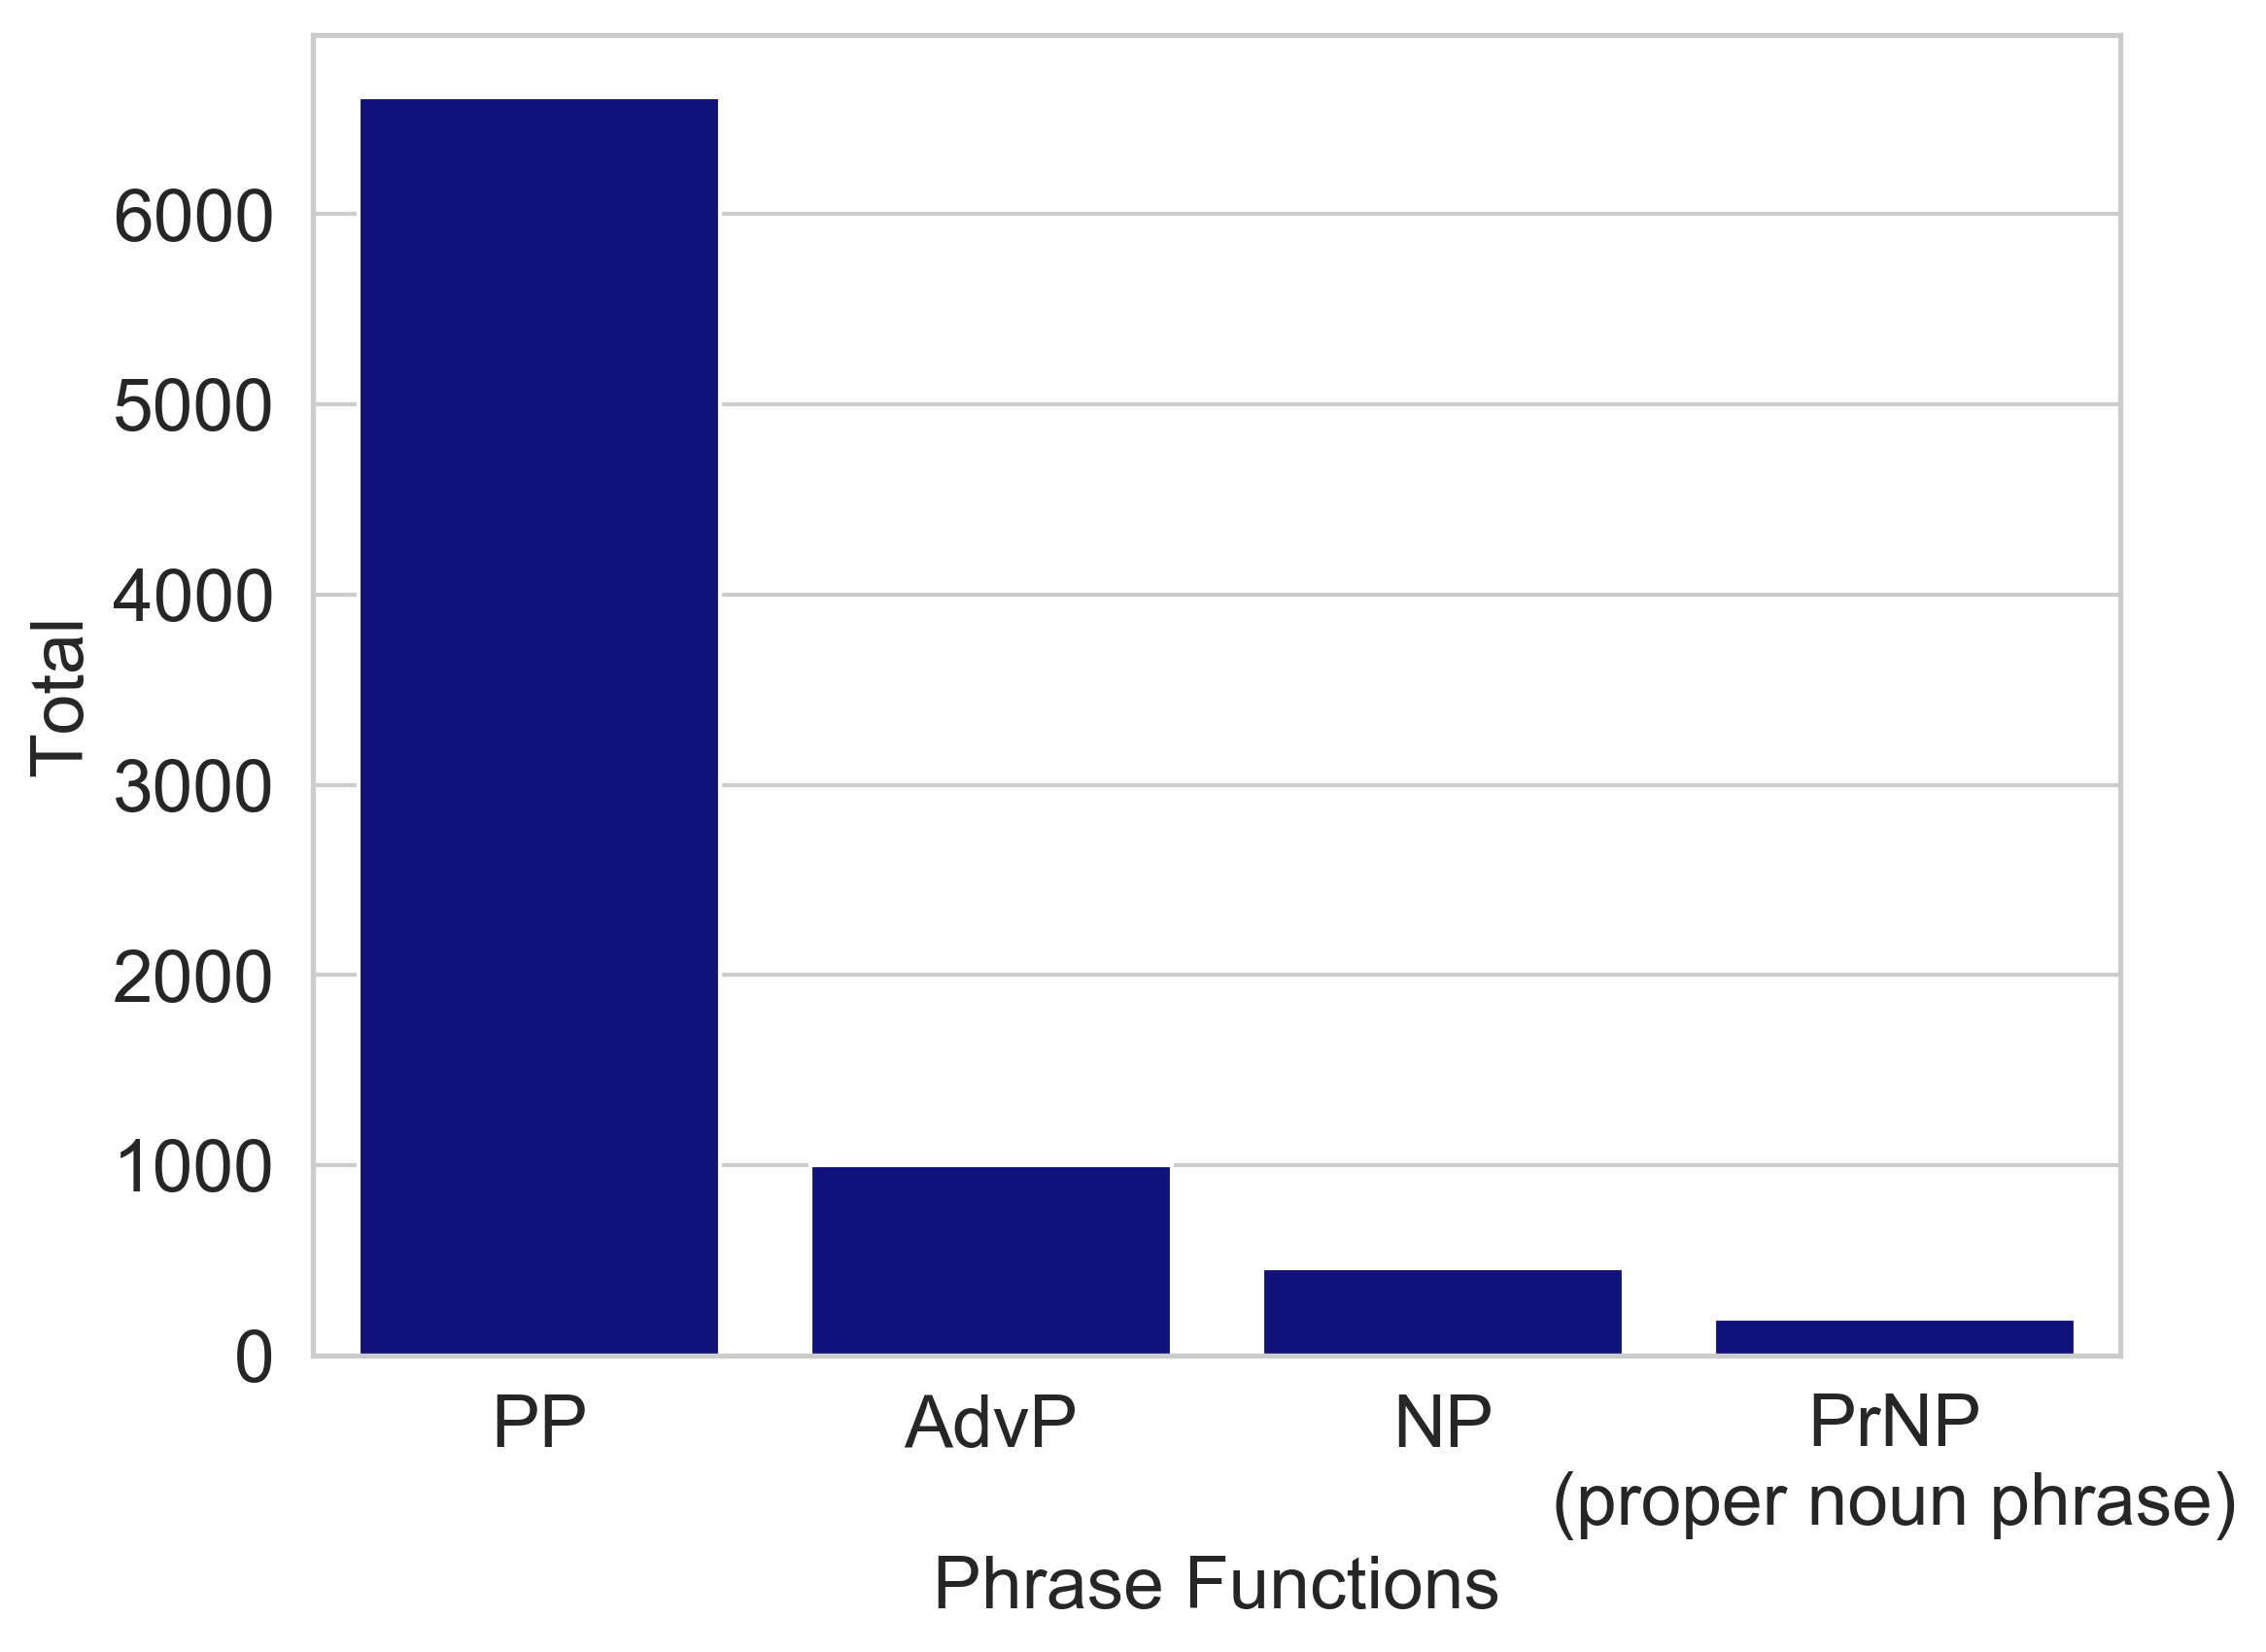 6000
5000
4000
3000
2000
1000
0
Total
PP
AdvP
NP
PrNP
(proper noun phrase)
Phrase Functions